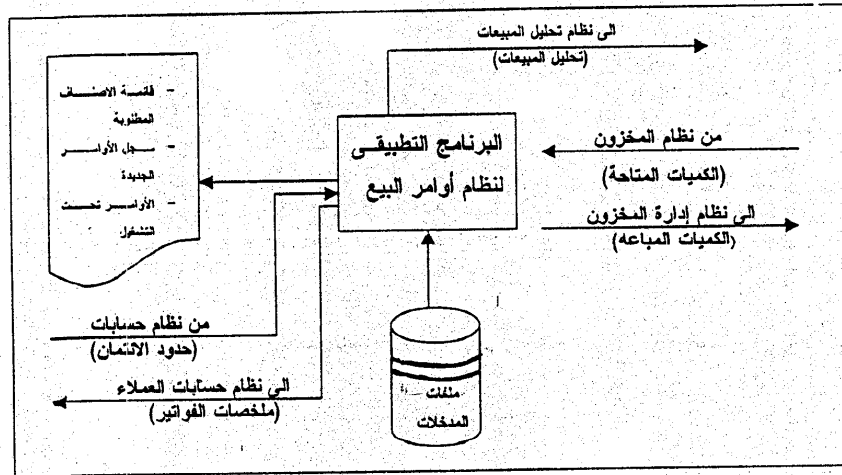 الى نظام تحليل المبيعات
(تحليل المبيعات)
- قائمة الاصناف
المطلوبة
- سجل الأوامر
الجديدة
- الأوامر تحت
التشغول
البرنامج التطبيقى
لنظام أوامر البيع
من نظام المخزون
(الكميات المتاحة)
الى نظام إدارة المخزون
(الكميات المباعه)
من نظام حسابات
(حدود الائتمان)
الى نظام حسابات العملاء
(ملخصات الفواتير)
ملفات
المدخلات